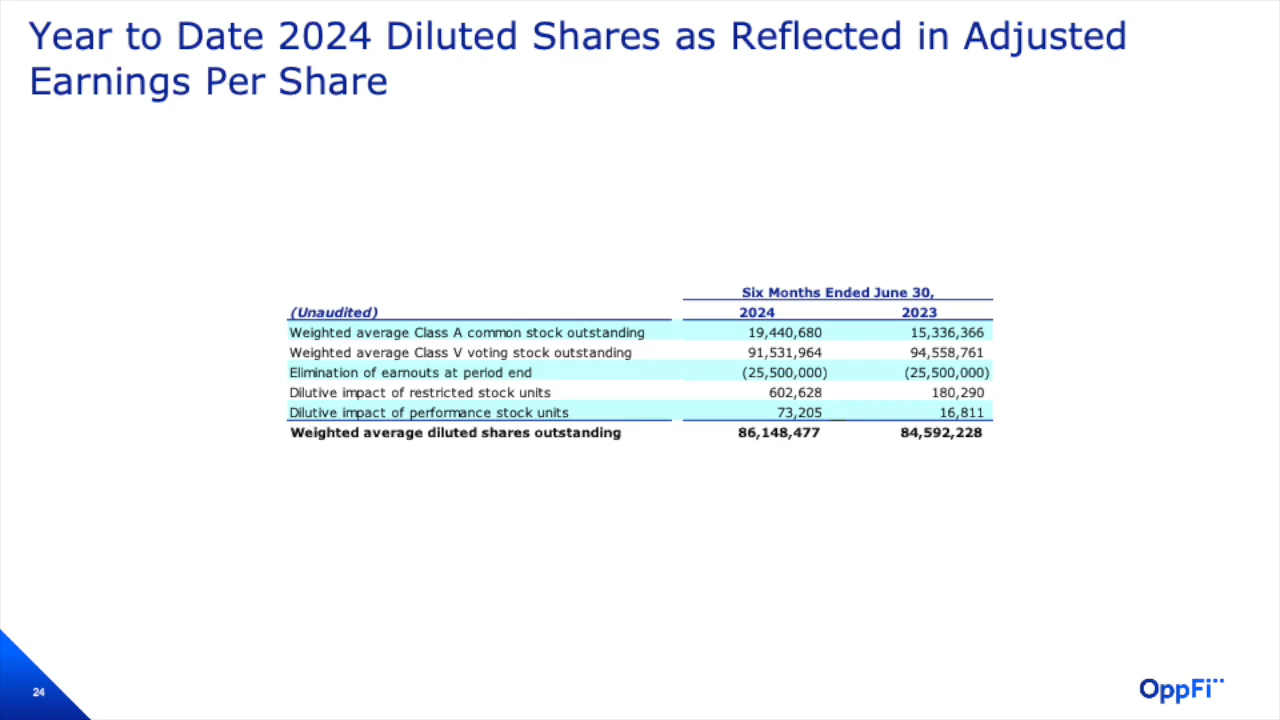 Year to Date 2024 Diluted Shares as Reflected in Adjusted
Earnings Per Share
Six Months Ended June 30,
(Unaudited) 2024 2023
Weighted average Class A common stock outstanding 19,440,680 15,336,366
Weighted average Class V voting stock outstanding 91,531,964 94,558,761
Elimination of earnouts at period end (25,500,000) (25,500,000)
Dilutive impact of restricted stock units 602,628 180,290
Dilutive impact of performance stock units 73,205 16,811
Weighted average diluted shares outstanding 86,148,477 84,592,228
24
OppFi